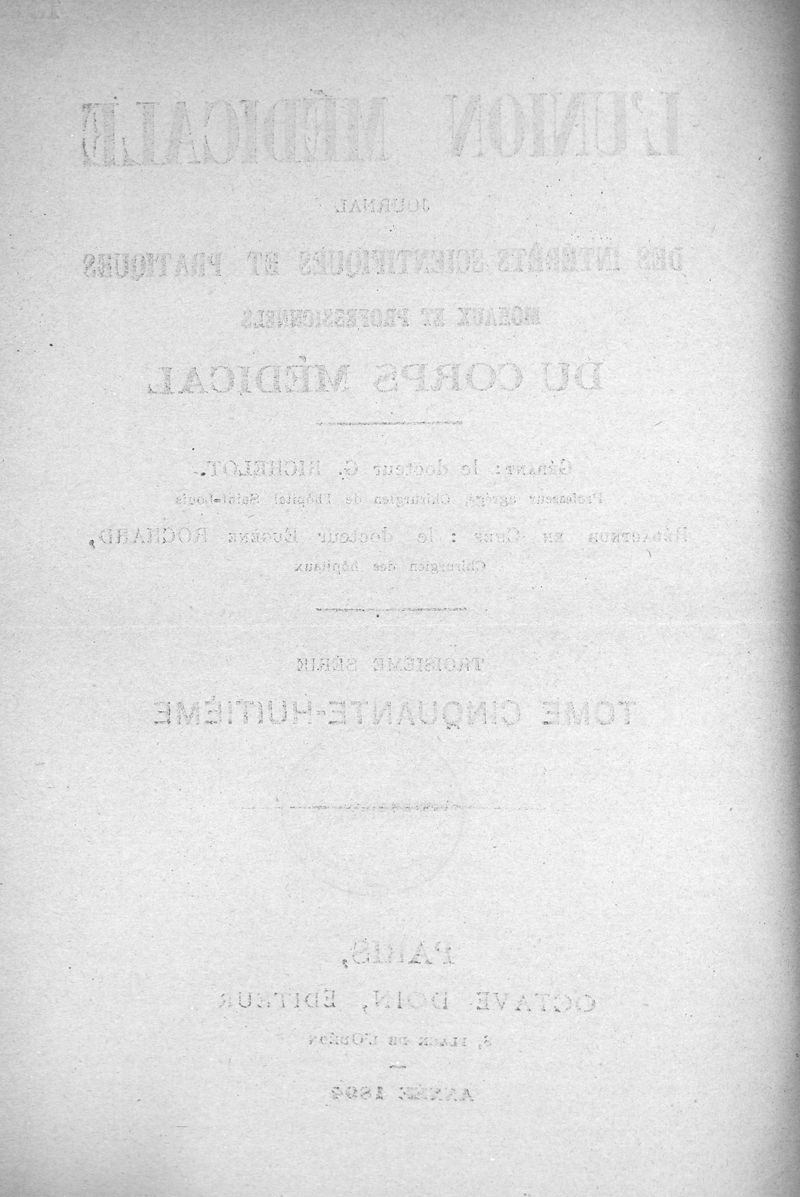 L'UNION MÉDICALE
JOURNAL
DES INTÉRÊTS SCIENTIFIQUES ET PRATIQUES
MORAUX ET PROFESSIONNELS
DU CORPS MÉDICAL
GÉRANT : le docteur G. RICHELOT.
Professeur agrégé, Chirurgien de l'hôpital Saint-Louis
RÉDACTEUR EN CHEF : le docteur EUGÈNE ROCHARD,
Chirurgien des hôpitaux
TROISIÈME SÉRIE
TOME CINQUANTE-HUITIÈME
PARIS,
OCTAVE DOIN, ÉDITEUR
8, PLACE DE L'ODÉON
ANNÉE 1894